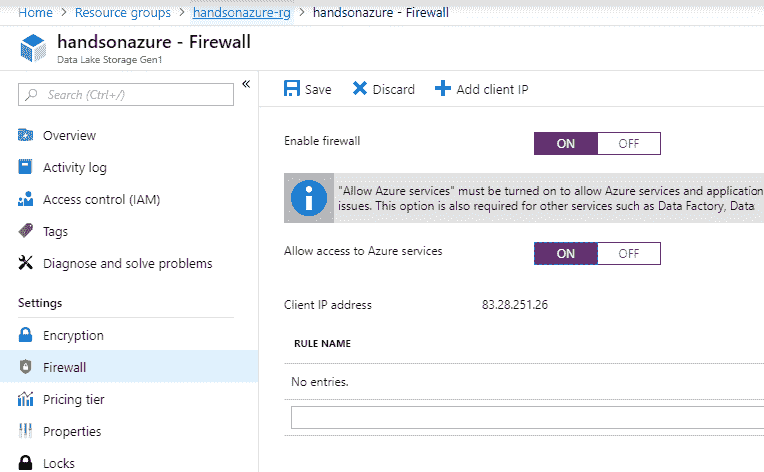 Home > Resource groups > handsonazure-rg > handsonazure - Firewall
handsonazure - Firewall
Data Lake Storage Gen1
Search (Ctrl+/)
«
Overview
Activity log
Access control (IAM)
Tags
Diagnose and solve problems
Settings
Encryption
Firewall
Pricing tier
Properties
Locks
Save Discard Add client IP
Enable firewall ON OFF
"Allow Azure services" must be turned on to allow Azure services and application
issues. This option is also required for other services such as Data Factory, Data
Allow access to Azure services ON OFF
Client IP address 83.28.251.26
RULE NAME
No entries.